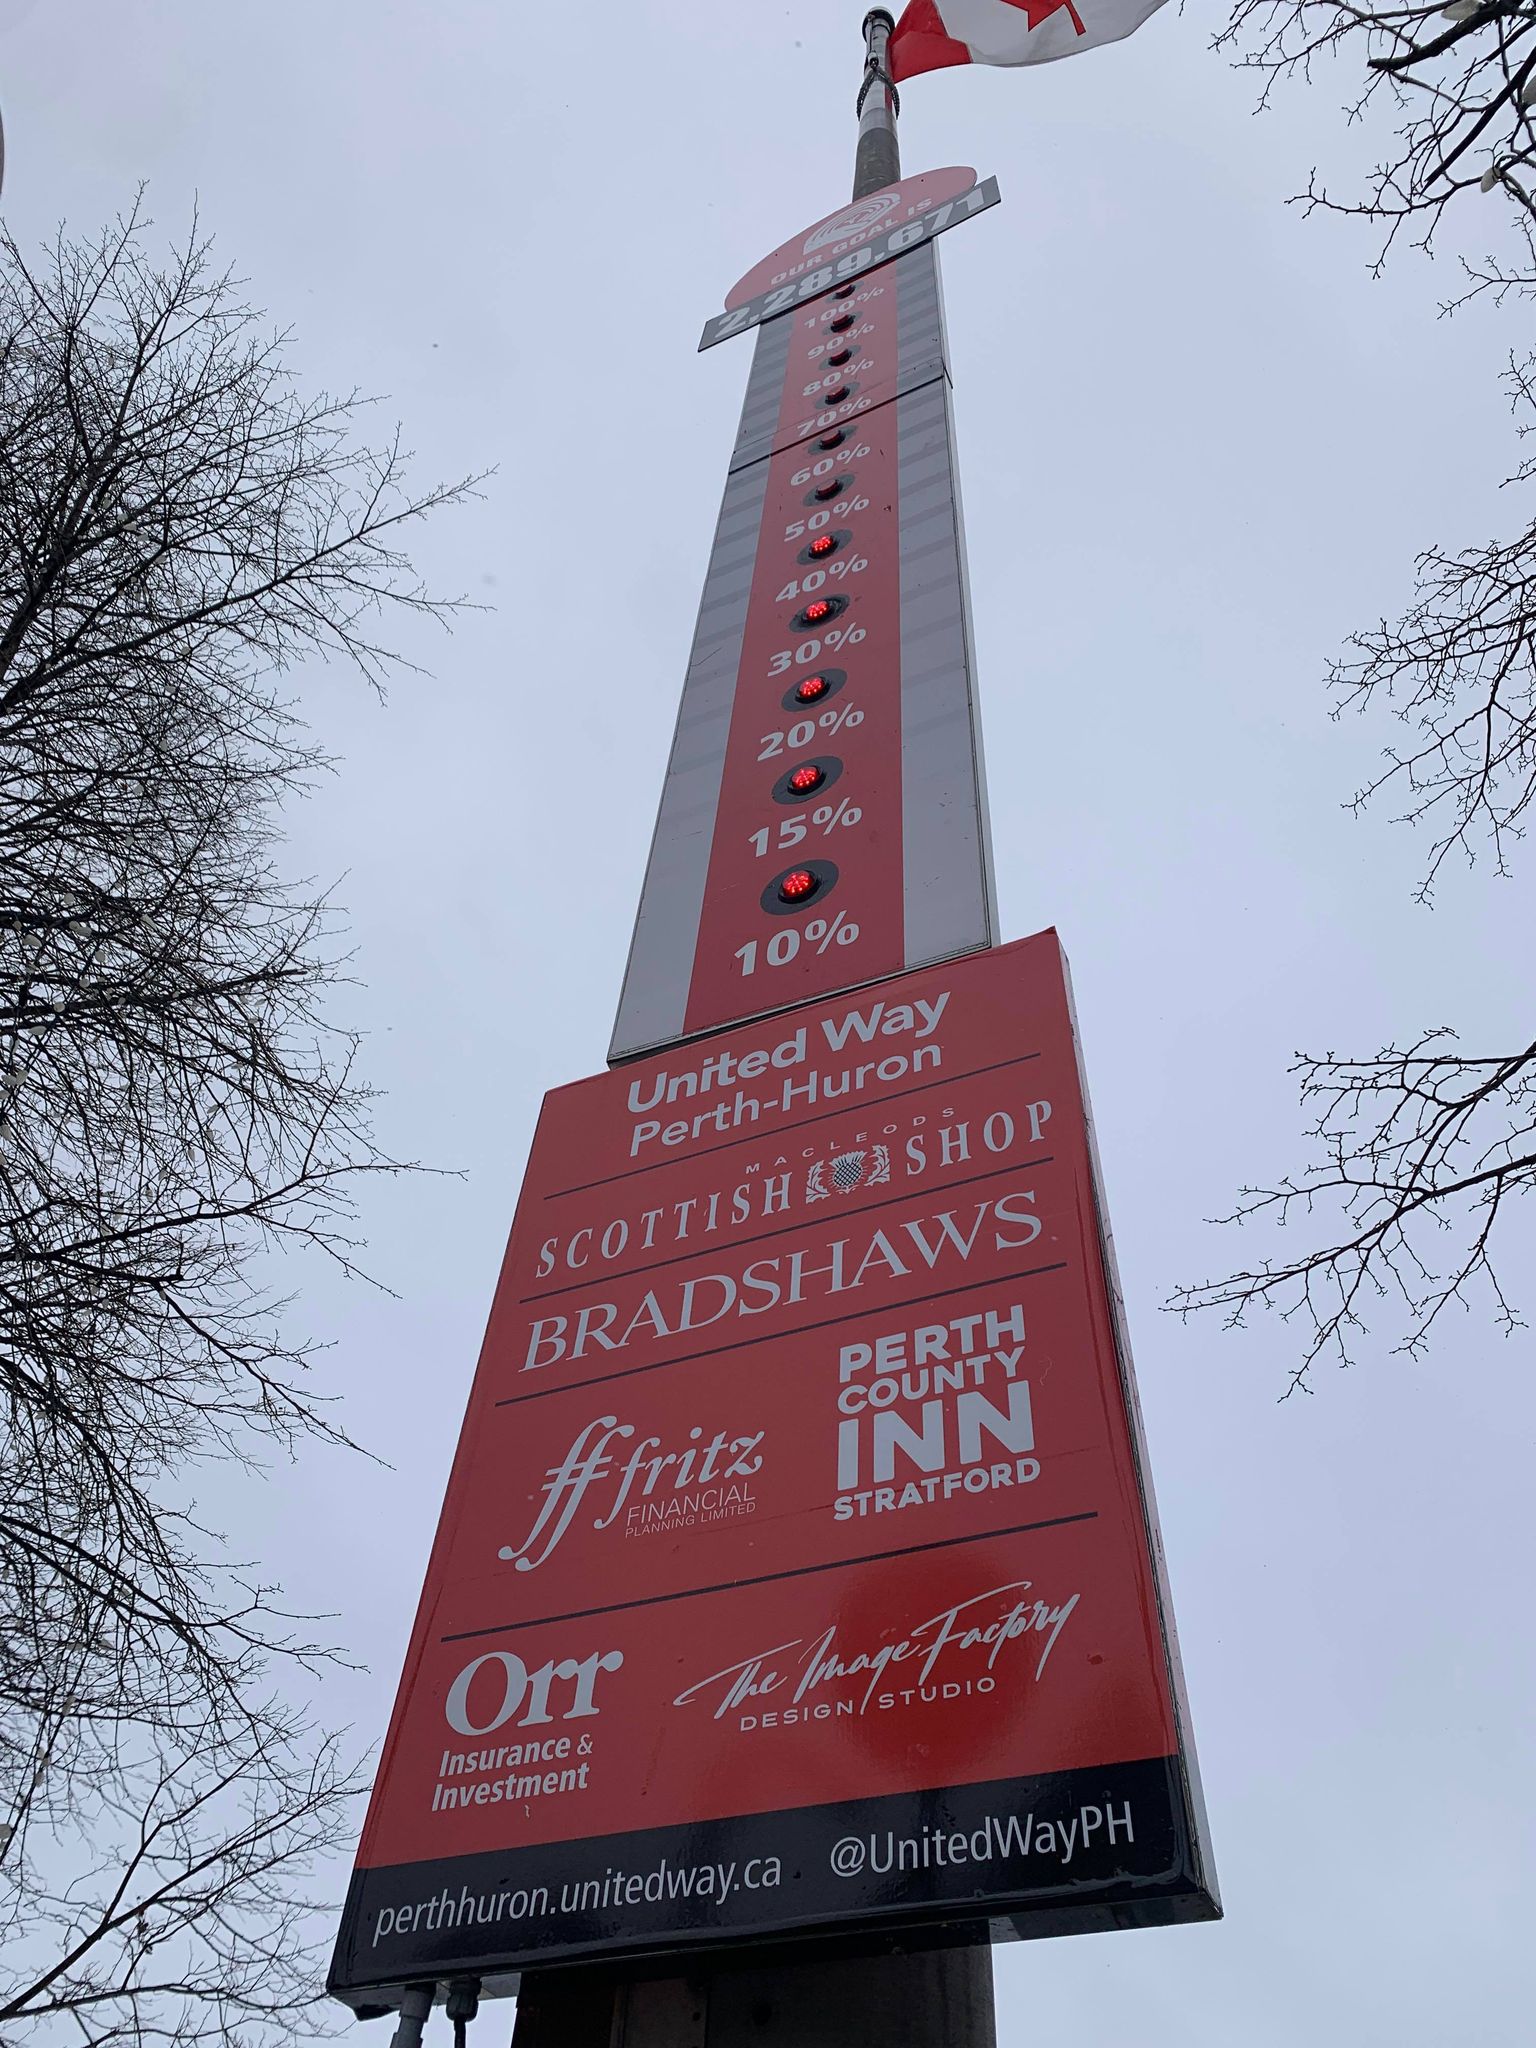 OUR GOAL IS
2,289,671
100%
90%
80%
70%
60%
50%
40%
30%
20%
15%
10%
United Way
Perth-Huron
MACLEODS
SCOTTISH SHOP
BRADSHAWS
fritz
FINANCIAL
PLANNING LIMITED
PERTH
COUNTY
INN
STRATFORD
Orr
Insurance &
Investment
The Image Factory
DESIGN/STUDIO
perthhuron.unitedway.ca @UnitedWayPH